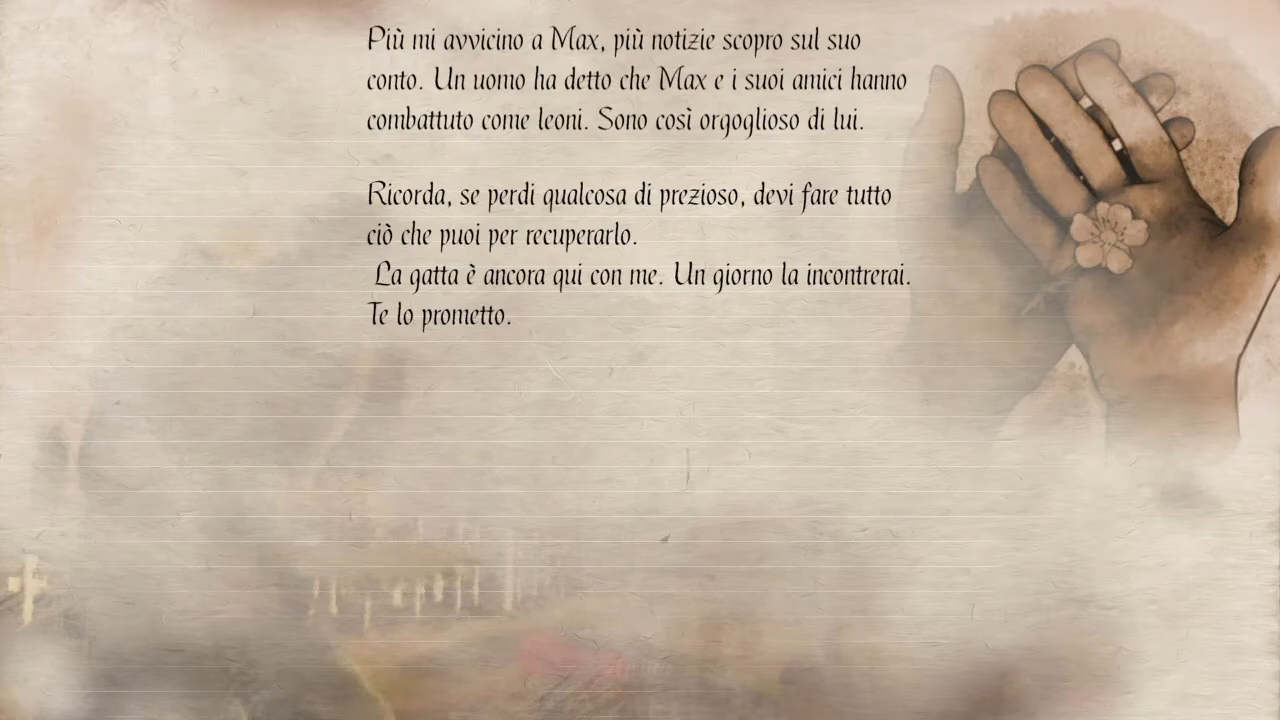 Più mi avvicino a Max, più notizie scopro sul suo
conto. Un uomo ha detto che Max e i suoi amici hanno
combattuto come leoni. Sono così orgoglioso di lui.
Ricorda, se perdi qualcosa di prezioso, devi fare tutto
ciò che puoi per recuperarlo.
La gatta è ancora qui con me. Un giorno la incontrerai.
Te lo prometto.